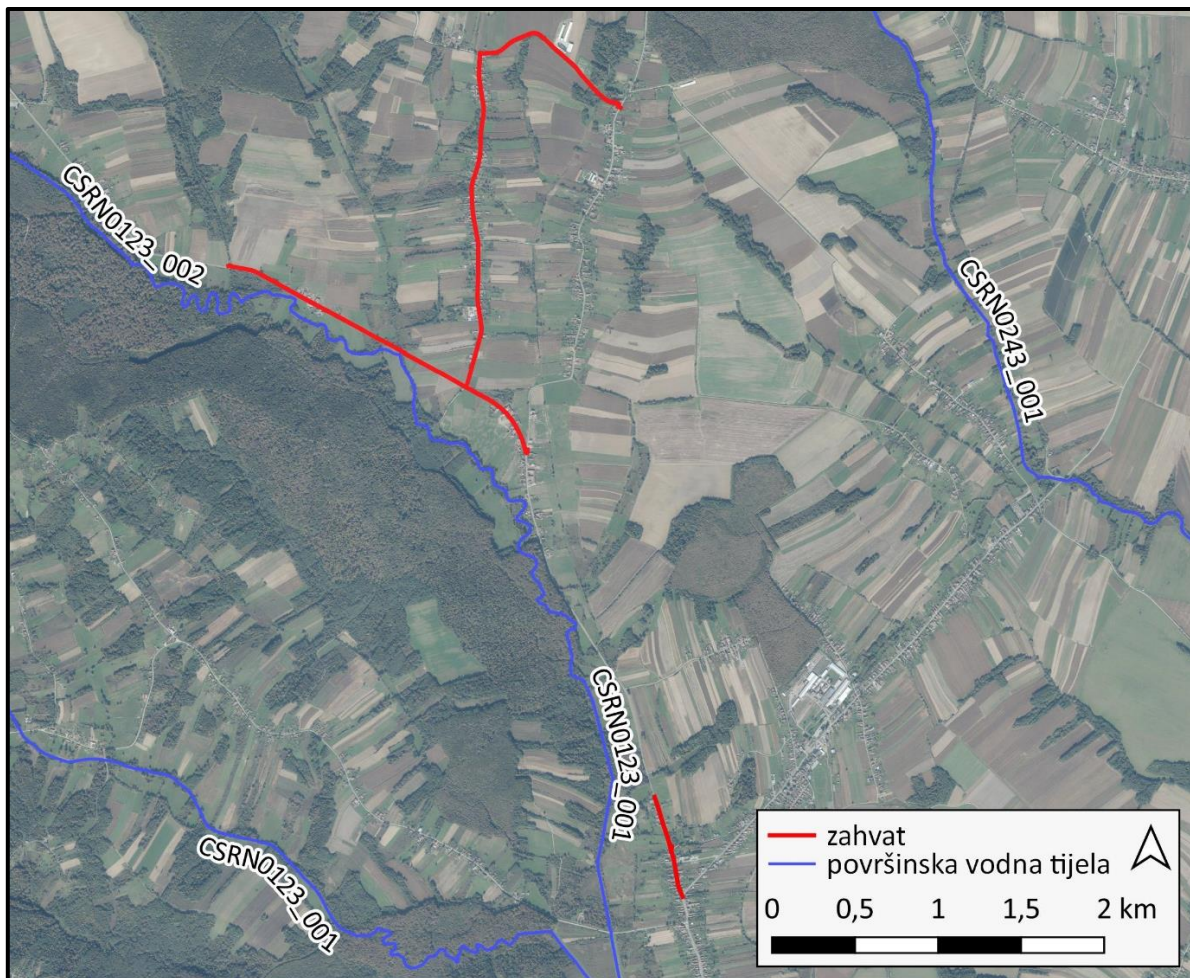 CSRN0123_002
CSRN0243_001
CSRN0123_001
CSRN0123_001
zahvat
površinska vodna tijela
0 0,5 1 1,5 2 km